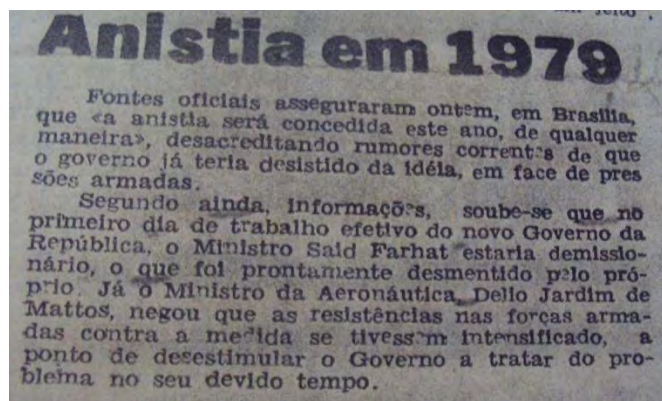 Anistia em 1979
Fontes oficiais asseguraram ontem, em Brasília,
que «a anistia será concedida este ano, de qualquer
maneira», desacreditando rumores correntes de que
o governo já teria desistido da idéia, em face de pres
sões armadas.
Segundo ainda, informações, soube-se que no
primeiro dia de trabalho efetivo do novo Governo da
República, o Ministro Said Farhat estaria demissio-
nário, o que foi prontamente desmentido pelo pró-
prio. Já o Ministro da Aeronáutica, Delio Jardim de
Mattos, negou que as resistências nas forças arma-
das contra a medida se tivessem intensificado, a
ponto de desestimular o Governo a tratar do pro-
blema no seu devido tempo.